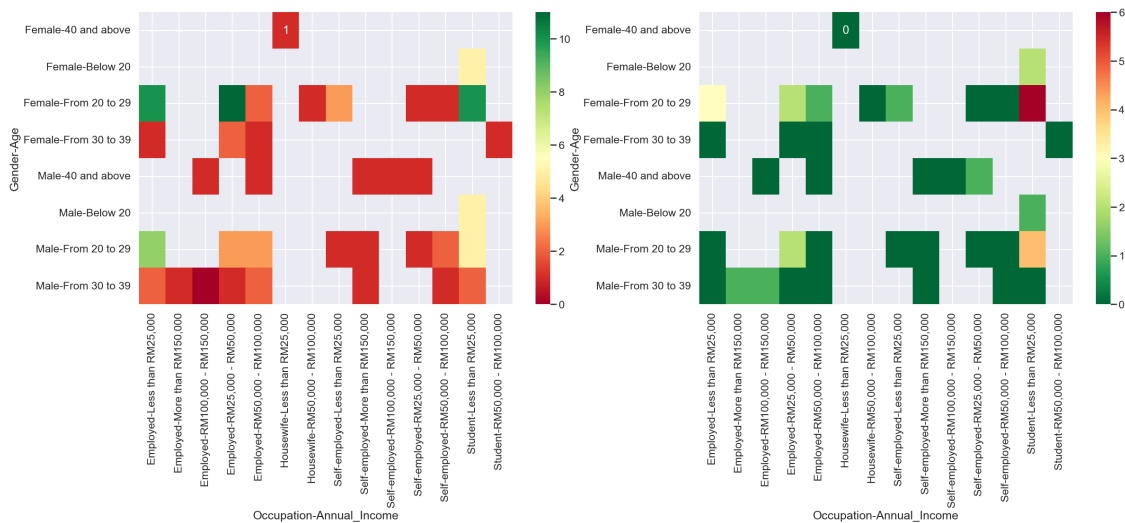 Female-40 and above
Female-Below 20
Female-From 20 to 29
Female-From 30 to 39
Male-40 and above
Male-Below 20
Male-From 20 to 29
Male-From 30 to 39
Gender-Age
1
10
8
6
4
2
0
Employed-Less than RM25,000
Employed-More than RM150,000
Employed-RM100,000 - RM150,000
Employed-RM25,000 - RM50,000
Employed-RM50,000 - RM100,000
Housewife-Less than RM25,000
Housewife-RM50,000 - RM100,000
Self-employed-Less than RM25,000
Self-employed-More than RM150,000
Self-employed-RM100,000 - RM150,000
Self-employed-RM25,000 - RM50,000
Self-employed-RM50,000 - RM100,000
Student-Less than RM25,000
Student-RM50,000 - RM100,000
Occupation-Annual_Income
Female-40 and above
Female-Below 20
Female-From 20 to 29
Female-From 30 to 39
Male-40 and above
Male-Below 20
Male-From 20 to 29
Male-From 30 to 39
Gender-Age
0
6
5
4
3
2
1
0
Employed-Less than RM25,000
Employed-More than RM150,000
Employed-RM100,000 - RM150,000
Employed-RM25,000 - RM50,000
Employed-RM50,000 - RM100,000
Housewife-Less than RM25,000
Housewife-RM50,000 - RM100,000
Self-employed-Less than RM25,000
Self-employed-More than RM150,000
Self-employed-RM100,000 - RM150,000
Self-employed-RM25,000 - RM50,000
Self-employed-RM50,000 - RM100,000
Student-Less than RM25,000
Student-RM50,000 - RM100,000
Occupation-Annual_Income